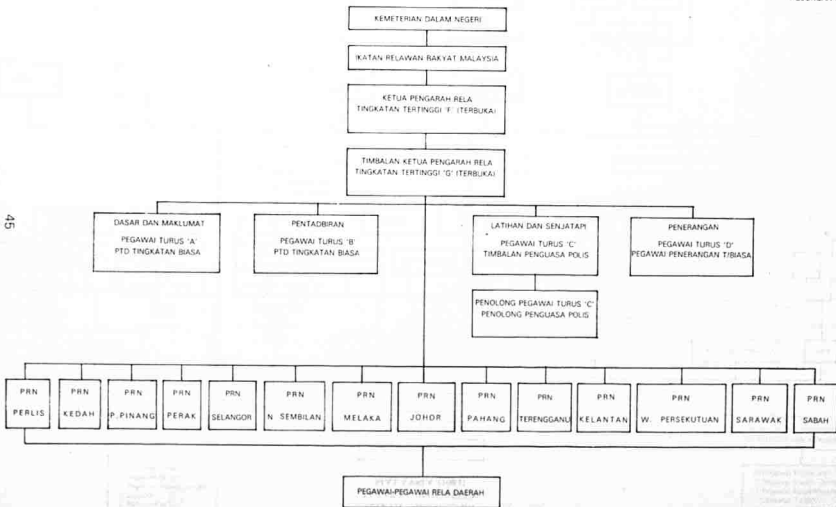 KEMETERIAN DALAM NEGERI
IKATAN RELAWAN RAKYAT MALAYSIA
KETUA PENGARAH RELA
TINGKATAN TERTINGGI 'F' (TERBUKA)
TIMBALAN KETUA PENGARAH RELA
TINGKATAN TERTINGGI 'G' (TERBUKA)
45
DASAR DAN MAKLUMAT
PEGAWAI TURUS 'A'
PTD TINGKATAN BIASA
PENTADBIRAN
PEGAWAI TURUS 'B'
PTD TINGKATAN BIASA
LATIHAN DAN SENJATAPI
PEGAWAI TURUS 'C'
TIMBALAN PENGUASA POLIS
PENERANGAN
PEGAWAI TURUS 'D'
PEGAWAI PENERANGAN T/BIASA
PENOLONG PEGAWAI TURUS 'C'
PENOLONG PENGUASA POLIS
PRN
PERLIS
PRN
KEDAH
PRN
P.PINANG
PRN
PERAK
PRN
SELANGOR
PRN
N SEMBILAN
PRN
MELAKA
PRN
JOHOR
PRN
PAHANG
PRN
TERENGGANU
PRN
KELANTAN
PRN
W. PERSEKUTUAN
PRN
SARAWAK
PRN
SABAH
PEGAWAI-PEGAWAI RELA DAERAH